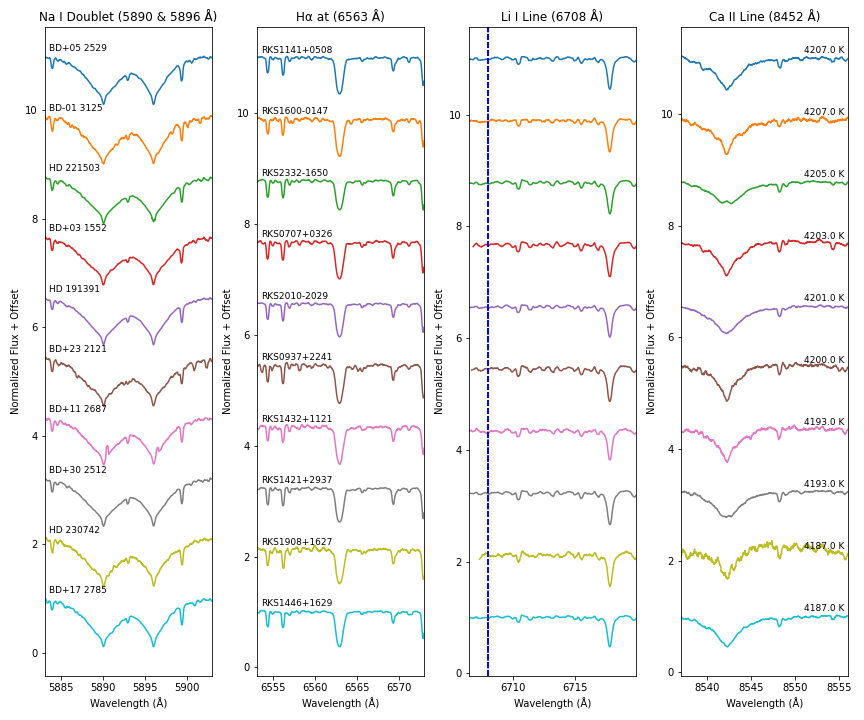 Na I Doublet (5890 & 5896 Å)
Hα at (6563 Å)
Li I Line (6708 Å)
Ca II Line (8452 Å)
BD+05 2529
BD-01 3125
HD 221503
BD+03 1552
HD 191391
BD+23 2121
BD+11 2687
BD+30 2512
HD 230742
BD+17 2785
Normalized Flux + Offset
10
8
6
4
2
0
5885
5890
5895
5900
Wavelength (Å)
RKS1141+0508
RKS1600-0147
RKS2332-1650
RKS0707+0326
RKS2010-2029
RKS0937+2241
RKS1432+1121
RKS1421+2937
RKS1908+1627
RKS1446+1629
Normalized Flux + Offset
10
8
6
4
2
0
6555
6560
6565
6570
Wavelength (Å)
Normalized Flux + Offset
10
8
6
4
2
0
6710
6715
Wavelength (Å)
4207.0 K
4207.0 K
4205.0 K
4203.0 K
4201.0 K
4200.0 K
4193.0 K
4193.0 K
4187.0 K
4187.0 K
Normalized Flux + Offset
10
8
6
4
2
0
8540
8545
8550
8555
Wavelength (Å)